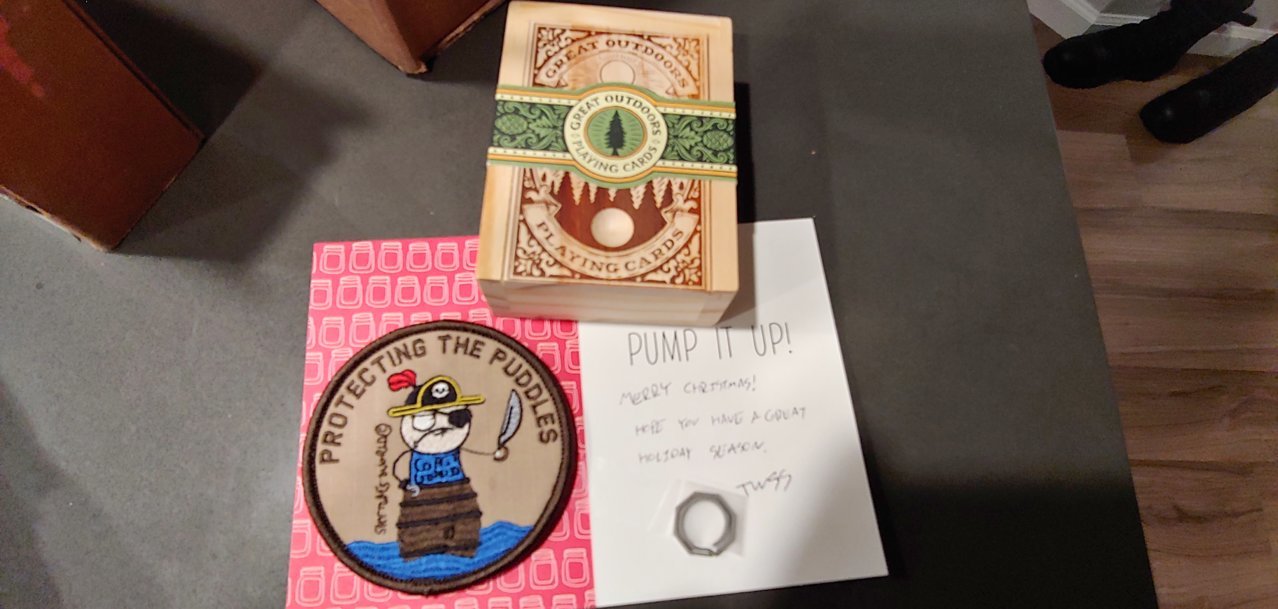 GREAT OUTDOORS
GREAT OUTDOORS
PLAYING CARDS
PLAYING CARDS
PUMP IT UP!
MERRY CHRISTMAS!
HOPE YOU HAVE A GREAT
HOLIDAY SEASON.
PROTECTING THE PUDDLES